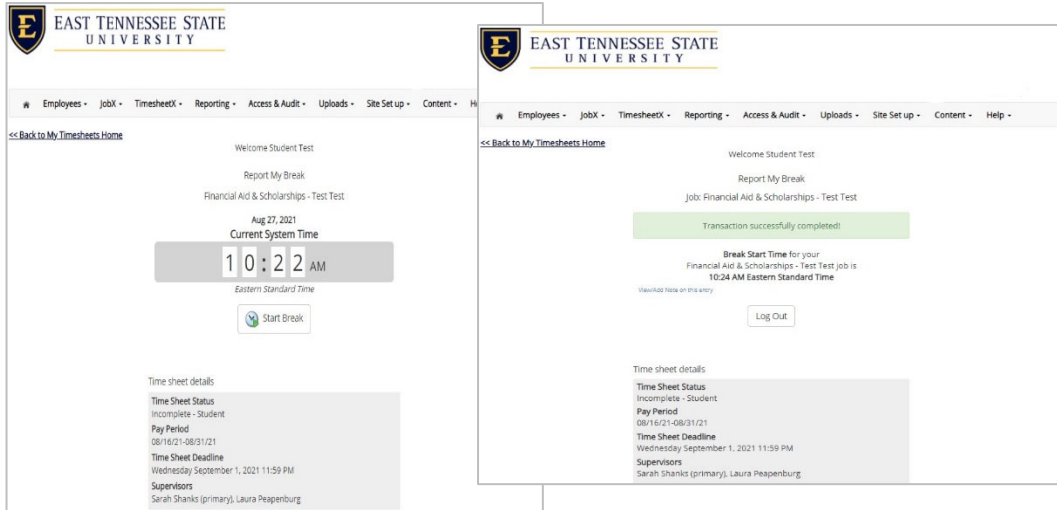 EAST TENNESSEE STATE
UNIVERSITY
Employees JobX TimesheetX Reporting Access & Audit Uploads Site Set up Content
<< Back to My Timesheets Home
Welcome Student Test
Report My Break
Financial Aid & Scholarships - Test Test
Aug 27, 2021
Current System Time
10:22 AM
Eastern Standard Time
Start Break
Time sheet details
Time Sheet Status
Incomplete - Student
Pay Period
08/16/21-08/31/21
Time Sheet Deadline
Wednesday September 1, 2021 11:59 PM
Supervisors
Sarah Shanks (primary), Laura Peapenburg
EAST TENNESSEE STATE
UNIVERSITY
Employees JobX TimesheetX Reporting Access & Audit Uploads Site Set up Content Help
<< Back to My Timesheets Home
Welcome Student Test
Report My Break
Job: Financial Aid & Scholarships - Test Test
Transaction successfully completed!
Break Start Time for your
Financial Aid & Scholarships - Test Test job is
10:24 AM Eastern Standard Time
View/Add Note on this entry
Log Out
Time sheet details
Time Sheet Status
Incomplete - Student
Pay Period
08/16/21-08/31/21
Time Sheet Deadline
Wednesday September 1, 2021 11:59 PM
Supervisors
Sarah Shanks (primary), Laura Peapenburg